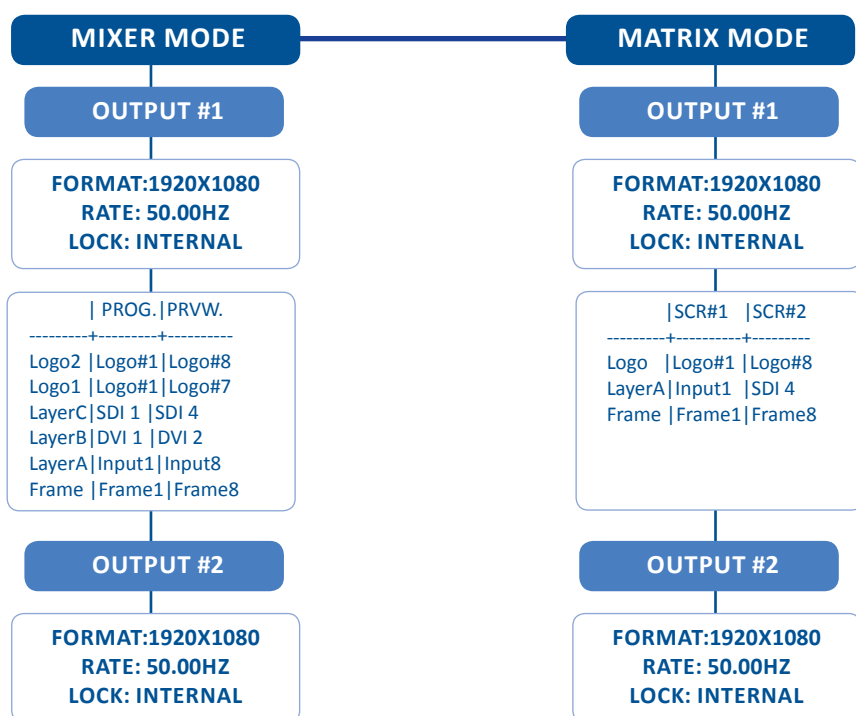 MIXER MODE
OUTPUT #1
FORMAT:1920X1080
RATE: 50.00HZ
LOCK: INTERNAL
| PROG.|PRVW.
---------+---------+----------
Logo2 |Logo#1|Logo#8
Logo1 |Logo#1|Logo#7
LayerC|SDI 1 |SDI 4
LayerB|DVI 1 |DVI 2
LayerA|Input1|Input8
Frame |Frame1|Frame8
OUTPUT #2
FORMAT:1920X1080
RATE: 50.00HZ
LOCK: INTERNAL
MATRIX MODE
OUTPUT #1
FORMAT:1920X1080
RATE: 50.00HZ
LOCK: INTERNAL
|SCR#1 |SCR#2
---------+----------+---------
Logo |Logo#1 |Logo#8
LayerA|Input1 |SDI 4
Frame |Frame1|Frame8
OUTPUT #2
FORMAT:1920X1080
RATE: 50.00HZ
LOCK: INTERNAL